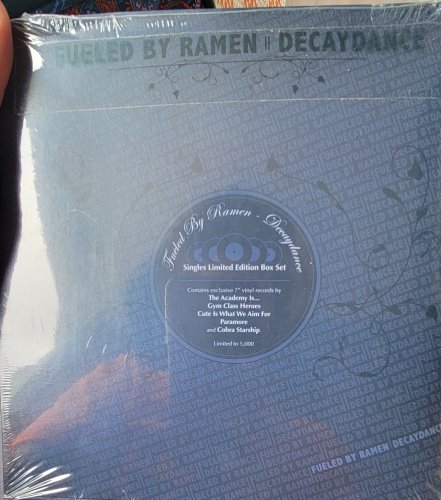 FUELED BY RAMEN || DECAYDANCE
Fueled By Ramen - Decaydance
Singles Limited Edition Box Set
Contains exclusive 7" vinyl records by
The Academy Is...
Gym Class Heroes
Cute Is What We Aim For
Paramore
and Cobra Starship
Limited to 5,000
FUELED BY RAMEN | DECAYDANCE